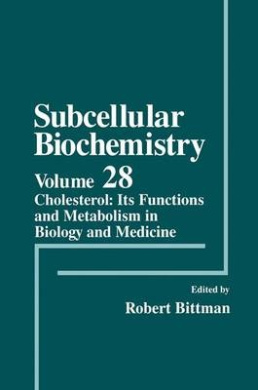 Subcellular
Biochemistry
Volume 28
Cholesterol: Its Functions
and Metabolism in
Biology and Medicine
Edited by
Robert Bittman